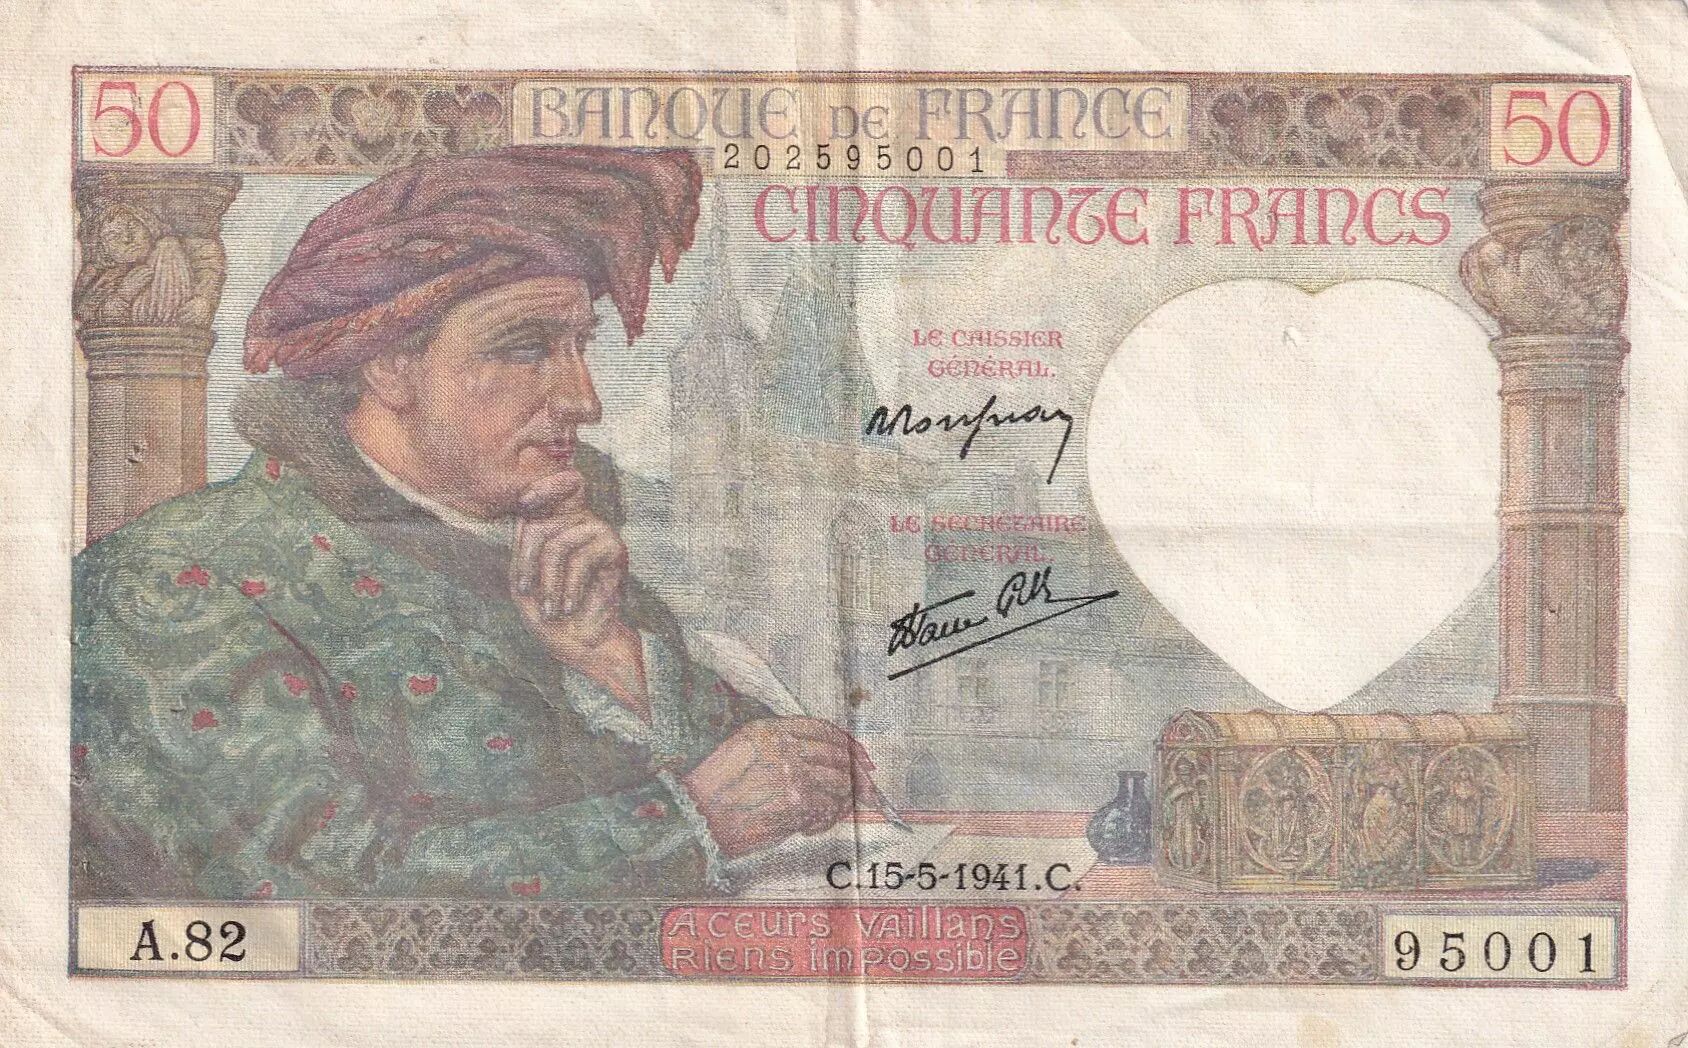 50 BANQUE DE FRANCE 50
202595001
CINQUANTE FRANCS
LE CAISSIER
GÉNÉRAL.
LE SECRÉTAIRE
GÉNÉRAL.
C.15-5-1941.C.
A.82
A CEURS VAILLANS
RIENS IMPOSSIBLE
95001